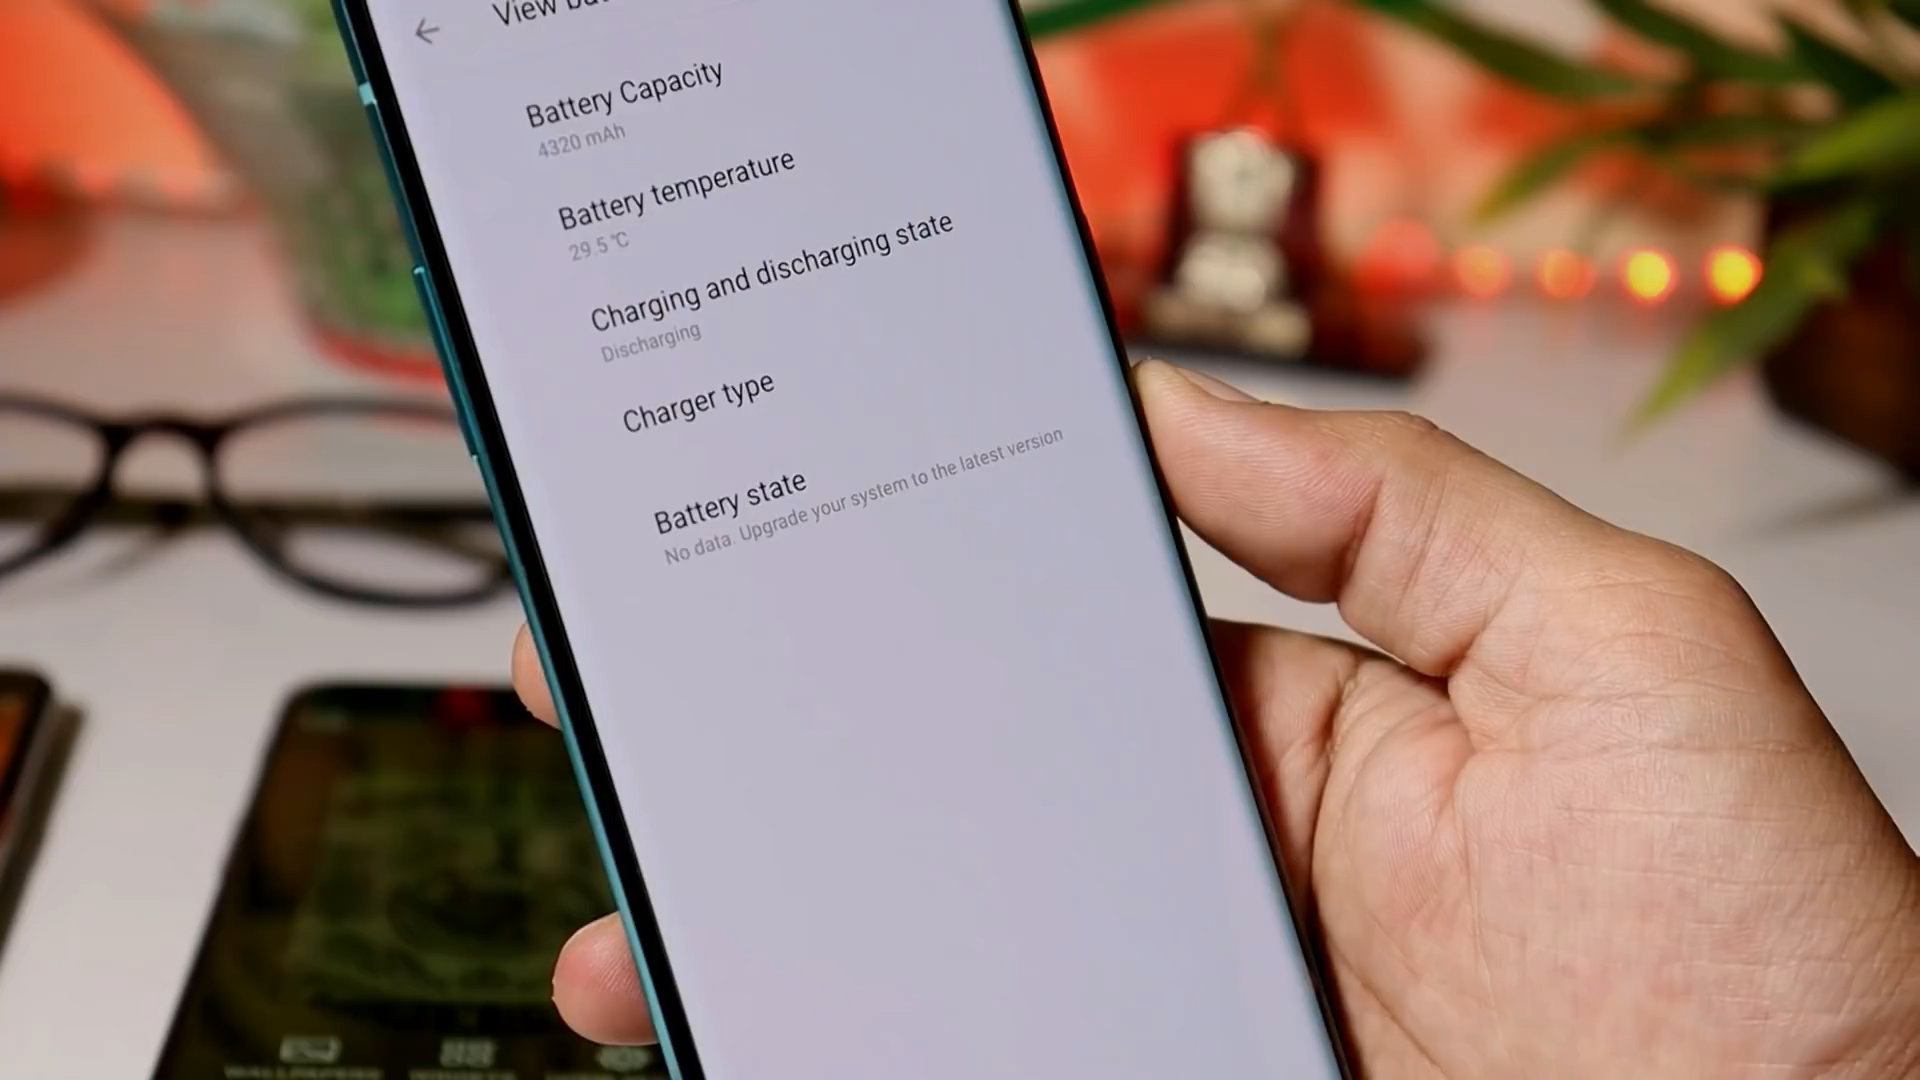 View
Battery Capacity
4320 mAh
Battery temperature
29.5 °C
Charging and discharging state
Discharging
Charger type
Battery state
No data. Upgrade your system to the latest version